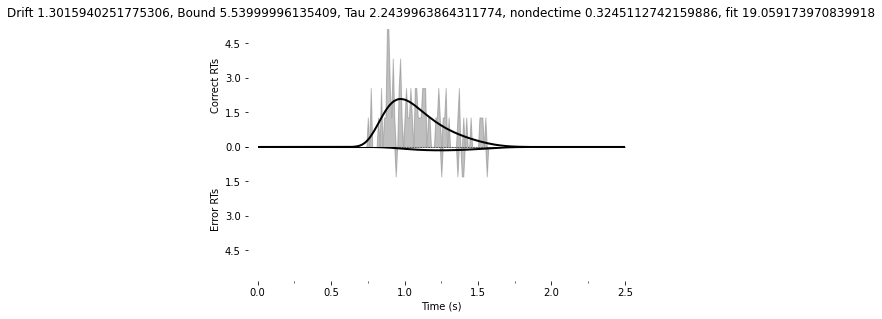 Drift 1.3015940251775306, Bound 5.53999996135409, Tau 2.2439963864311774, nondectime 0.3245112742159886, fit 19.059173970839918
4.5
3.0
1.5
0.0
1.5
3.0
4.5
Correct RTs
Error RTs
0.0 0.5 1.0 1.5 2.0 2.5
Time (s)